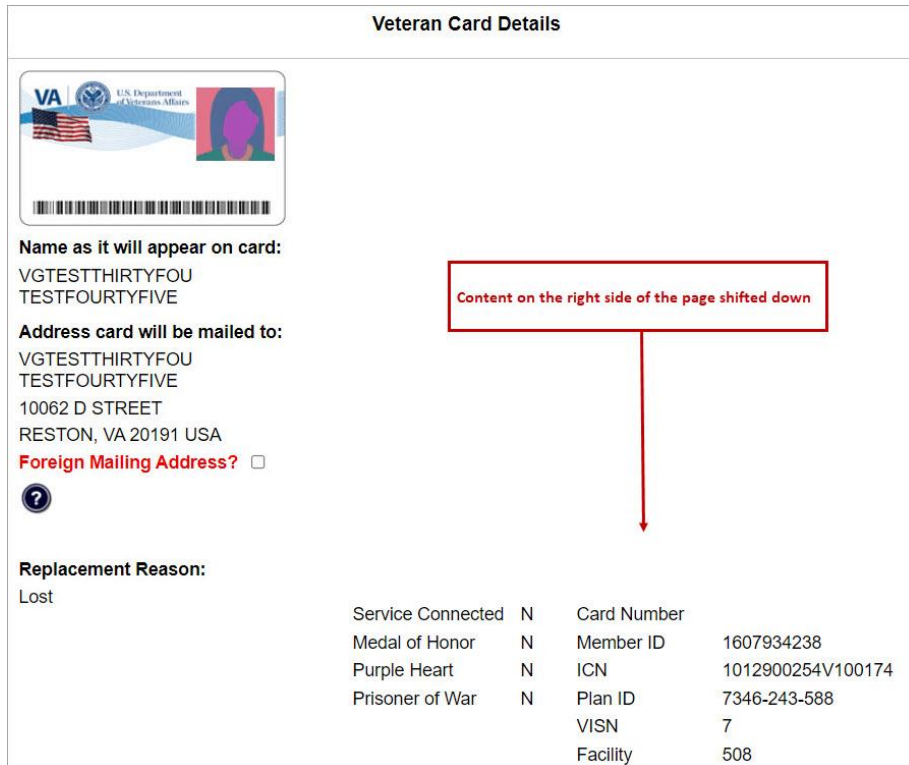 Veteran Card Details
VA
U.S. Department
of Veterans Affairs
Name as it will appear on card:
VGTESTTHIRTYFOU
TESTFOURTYFIVE
Content on the right side of the page shifted down
Address card will be mailed to:
VGTESTTHIRTYFOU
TESTFOURTYFIVE
10062 D STREET
RESTON, VA 20191 USA
Foreign Mailing Address?
?
Replacement Reason:
Lost
Service Connected N Card Number
Medal of Honor N Member ID 1607934238
Purple Heart N ICN 1012900254V100174
Prisoner of War N Plan ID 7346-243-588
VISN 7
Facility 508